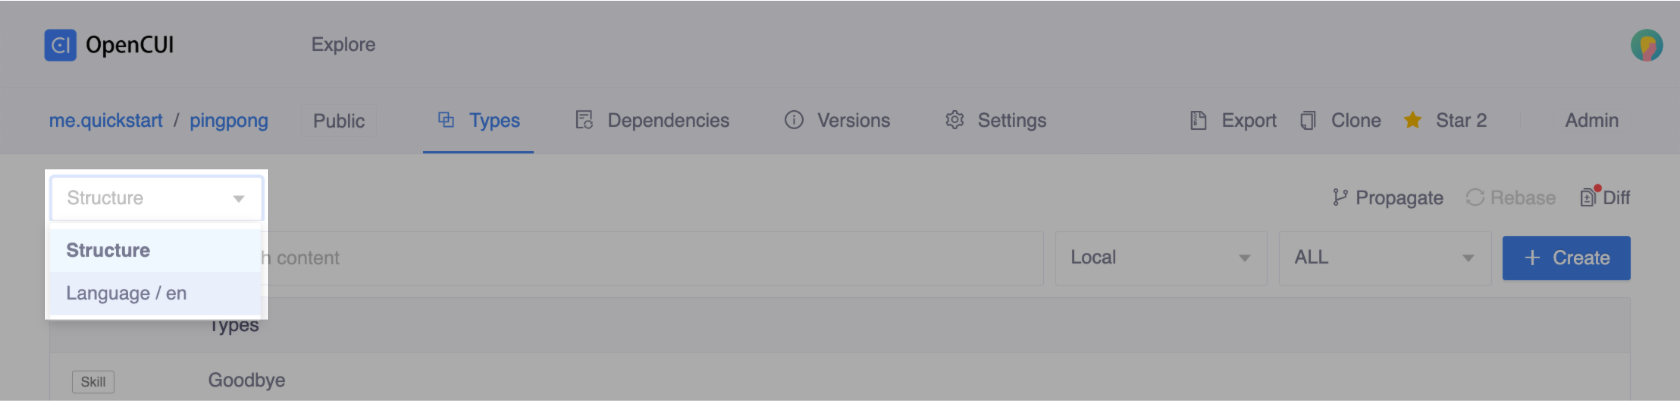 OpenCUI Explore
me.quickstart / pingpong Public Types Dependencies Versions Settings Export Clone Star 2 Admin
Structure Propagate Rebase Diff
Structure
h content Local ALL + Create
Language / en
Types
Skill Goodbye